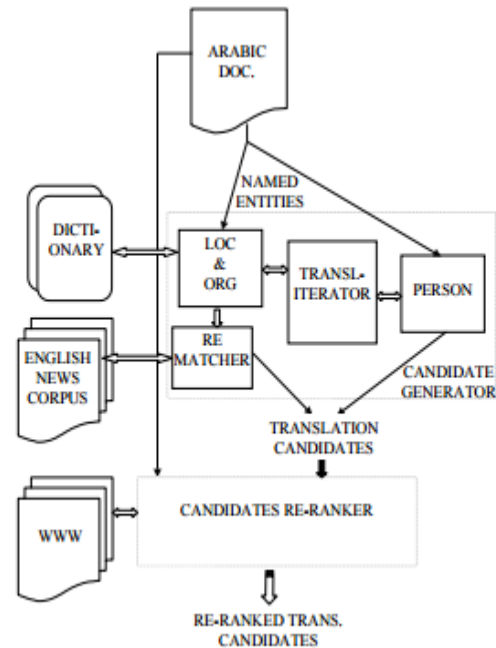 ARABIC
DOC.
NAMED
ENTITIES
DICTI-
ONARY
LOC
&
ORG
TRANSL-
ITERATOR
PERSON
RE
MATCHER
ENGLISH
NEWS
CORPUS
CANDIDATE
GENERATOR
TRANSLATION
CANDIDATES
WWW
CANDIDATES RE-RANKER
RE-RANKED TRANS.
CANDIDATES